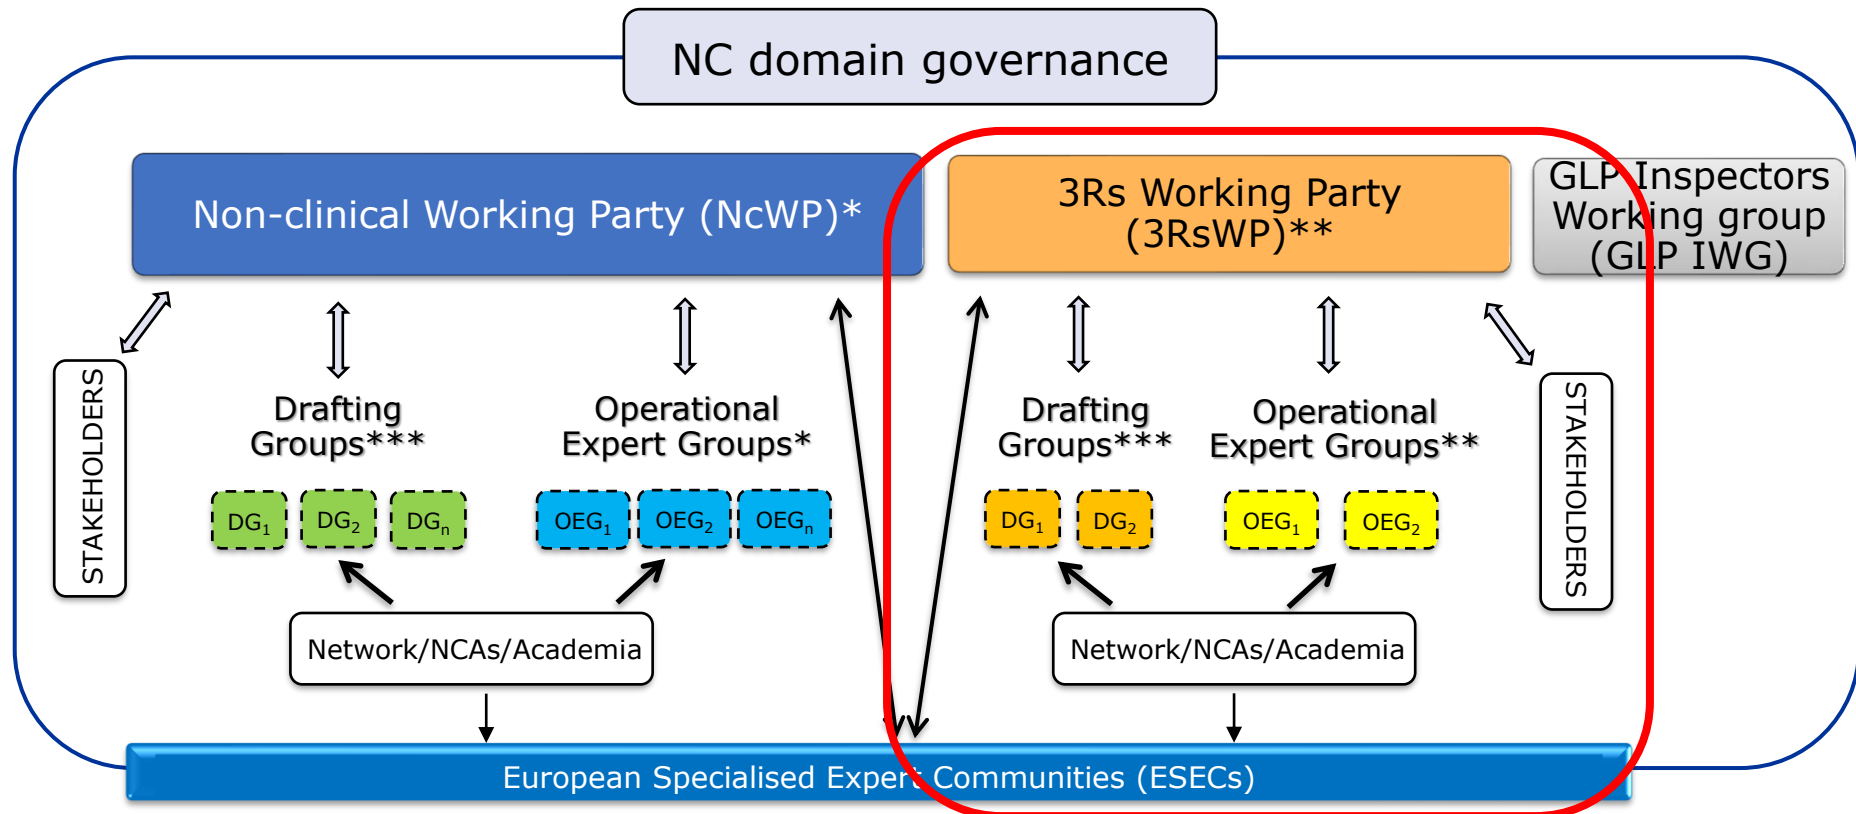 NC domain governance
Non-clinical Working Party (NcWP)*
3Rs Working Party
(3RsWP)**
GLP Inspectors
Working group
(GLP IWG)
STAKEHOLDERS
Drafting
Groups***
Operational
Expert Groups*
Drafting
Groups***
Operational
Expert Groups**
STAKEHOLDERS
DG₁ DG₂ DGₙ
OEG₁ OEG₂ OEGₙ
DG₁ DG₂
OEG₁ OEG₂
Network/NCAs/Academia
Network/NCAs/Academia
European Specialised Expert Communities (ESECs)